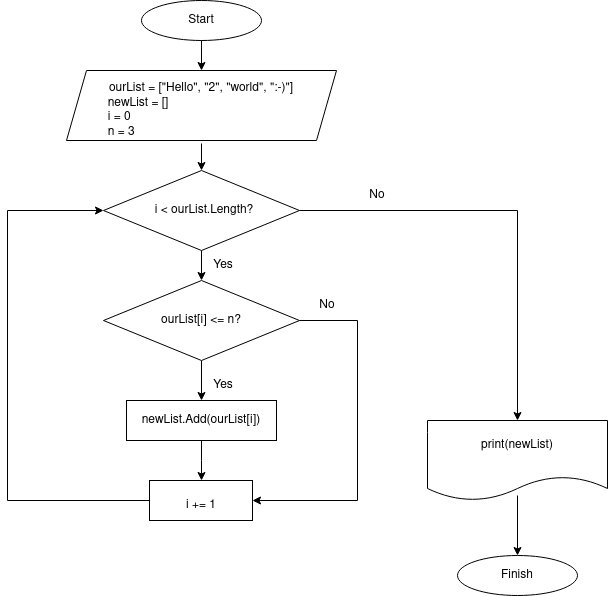 Start
ourList = ["Hello", "2", "world", ":-)"]
newList = []
i = 0
n = 3
i < ourList.Length?
No
Yes
ourList[i] <= n?
No
Yes
newList.Add(ourList[i])
i += 1
print(newList)
Finish